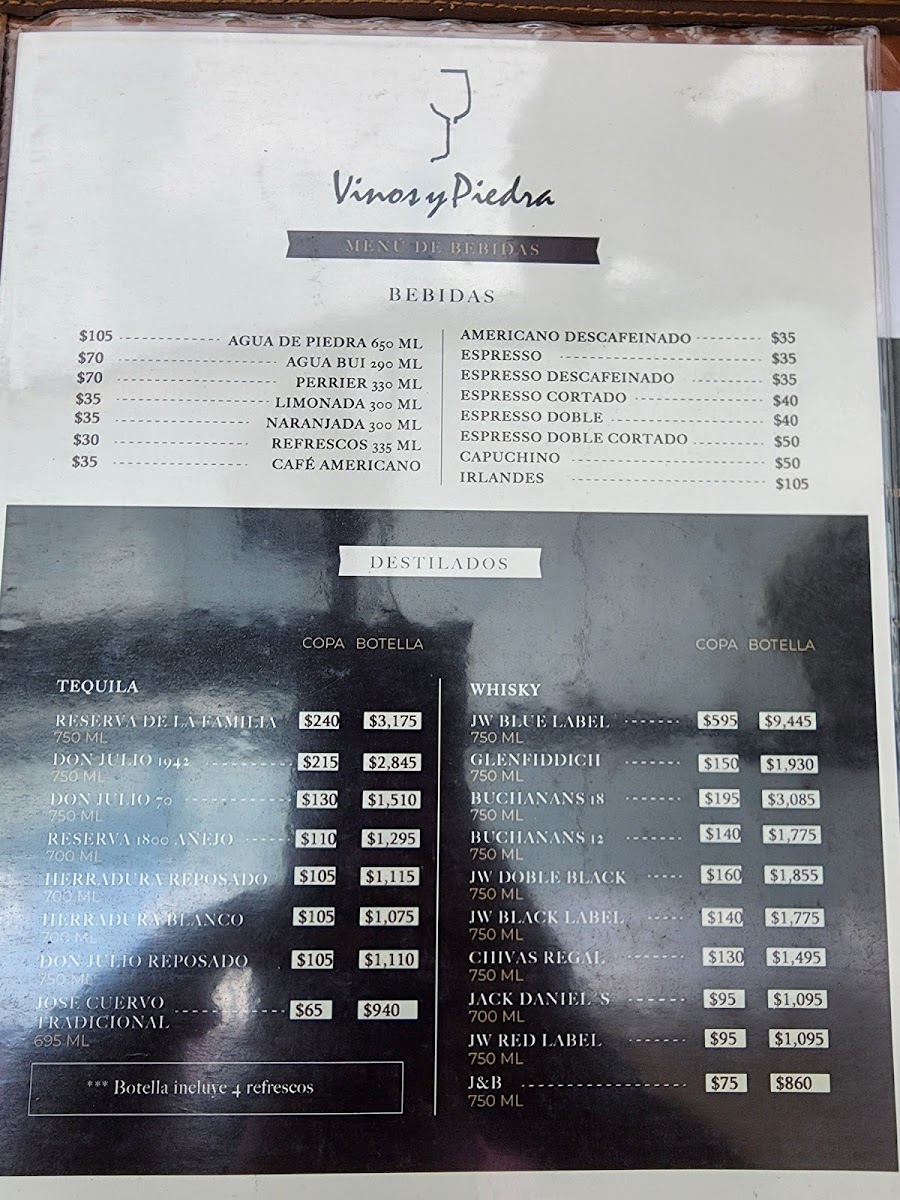 Vinos y Piedra
MENÚ DE BEBIDAS
BEBIDAS
$105 AGUA DE PIEDRA 650 ML
$70 AGUA BUI 290 ML
$70 PERRIER 330 ML
$35 LIMONADA 300 ML
$35 NARANJADA 300 ML
$30 REFRESCOS 335 ML
$35 CAFÉ AMERICANO
AMERICANO DESCAFEINADO $35
ESPRESSO $35
ESPRESSO DESCAFEINADO $35
ESPRESSO CORTADO $40
ESPRESSO DOBLE $40
ESPRESSO DOBLE CORTADO $50
CAPUCHINO $50
IRLANDES $105
DESTILADOS
COPA BOTELLA
TEQUILA
RESERVA DE LA FAMILIA $240 $3,175
750 ML
DON JULIO 1942 $215 $2,845
750 ML
DON JULIO 70 $130 $1,510
750 ML
RESERVA 1800 AÑEJO $110 $1,295
700 ML
HERRADURA REPOSADO $105 $1,115
700 ML
HERRADURA BLANCO $105 $1,075
700 ML
DON JULIO REPOSADO $105 $1,110
750 ML
JOSE CUERVO
TRADICIONAL $65 $940
695 ML
*** Botella incluye 4 refrescos
COPA BOTELLA
WHISKY
JW BLUE LABEL $595 $9,445
750 ML
GLENFIDDICH $150 $1,930
750 ML
BUCHANANS 18 $195 $3,085
750 ML
BUCHANANS 12 $140 $1,775
750 ML
JW DOBLE BLACK $160 $1,855
750 ML
JW BLACK LABEL $140 $1,775
750 ML
CHIVAS REGAL $130 $1,495
750 ML
JACK DANIEL´S $95 $1,095
700 ML
JW RED LABEL $95 $1,095
750 ML
J&B $75 $860
750 ML